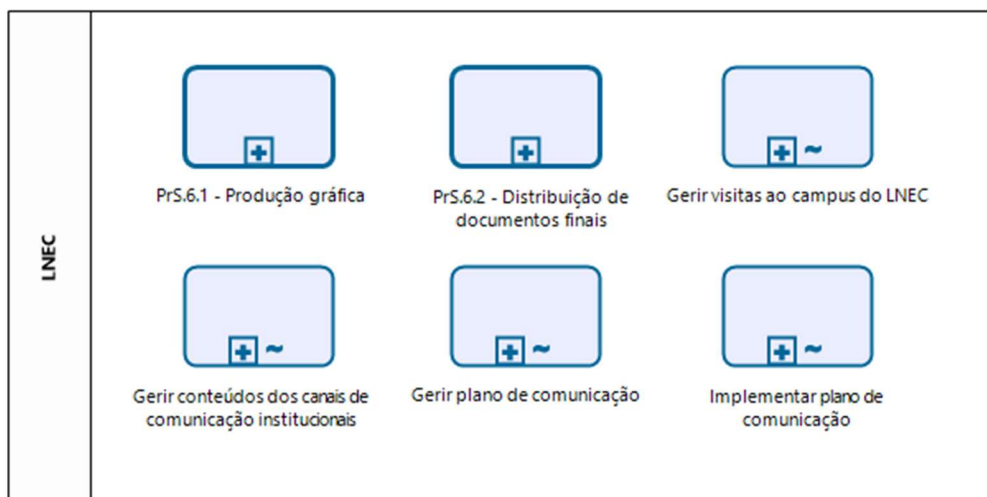 LNEC
PrS.6.1 - Produção gráfica
PrS.6.2 - Distribuição de
documentos finais
Gerir visitas ao campus do LNEC
Gerir conteúdos dos canais de
comunicação institucionais
Gerir plano de comunicação
Implementar plano de
comunicação